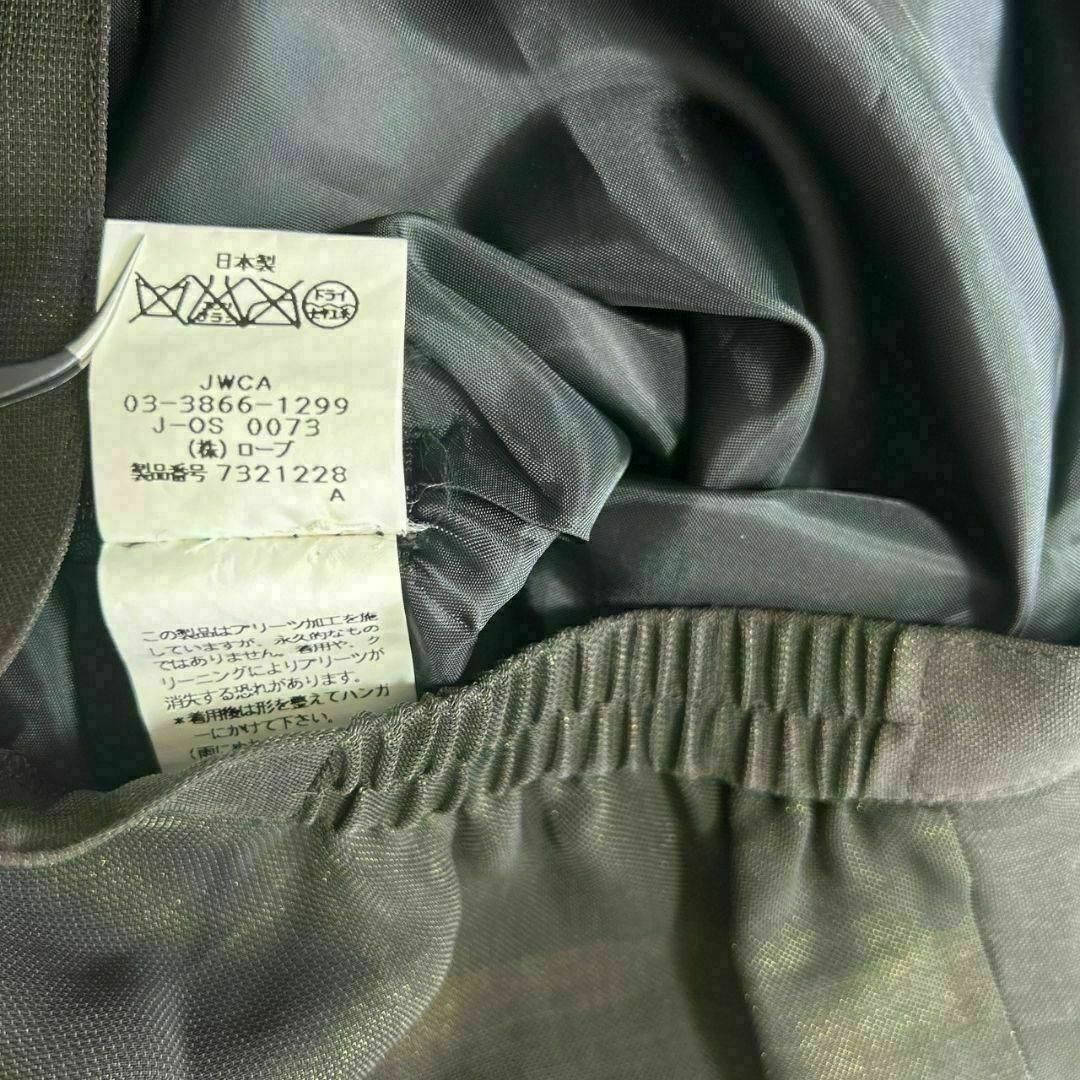 日本製
ドライ
JWCA
03-3866-1299
J-OS 0073
(株)ローブ
製品番号 7321228
A
この製品はプリーツ加工を施
していますが、永久的なもの
ではありません。着用や、ク
リーニングによりプリーツが
消失する恐れがあります。
*着用後は形を整えてハンガ
ーにかけて下さい。